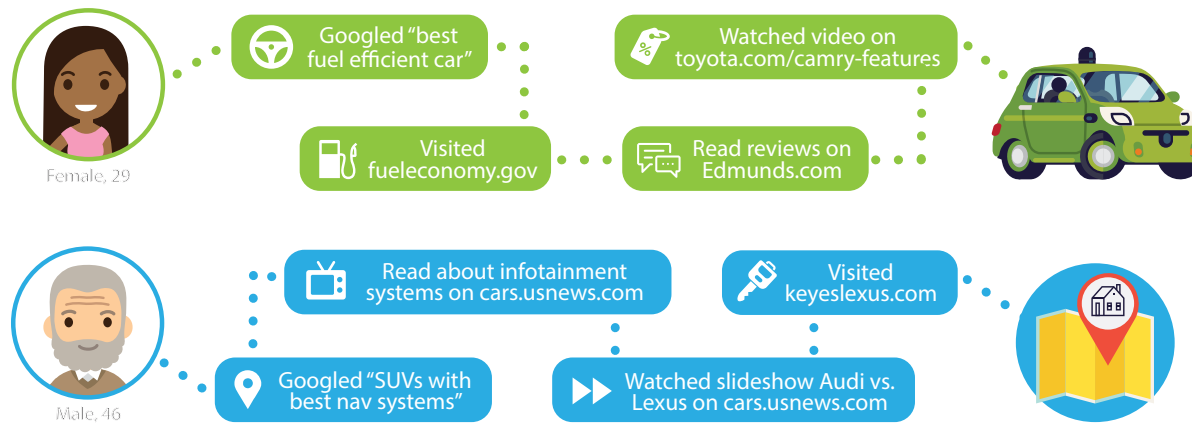 Googled “best
fuel efficient car”
Visited
fueleconomy.gov
Read reviews on
Edmunds.com
%
Watched video on
toyota.com/camry-features
Female, 29
Googled “SUVs with
best nav systems”
Read about infotainment
systems on cars.usnews.com
Watched slideshow Audi vs.
Lexus on cars.usnews.com
Visited
keyeslexus.com
Male, 46